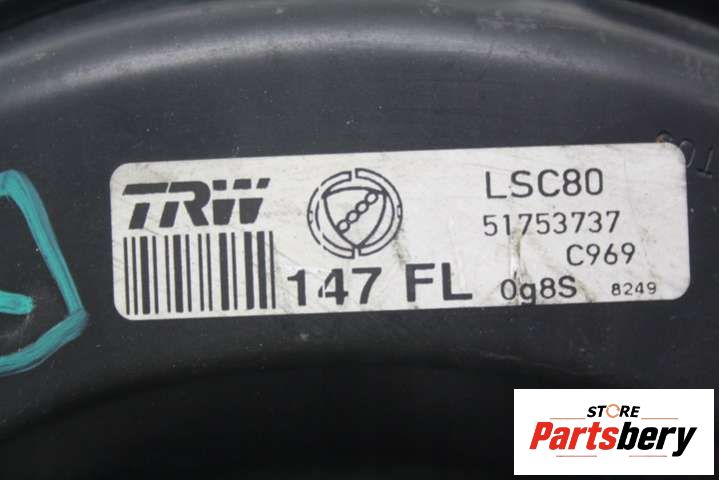 TRW
LSC80
51753737
C969
147 FL
0g8S 8249
STORE
Partsbery